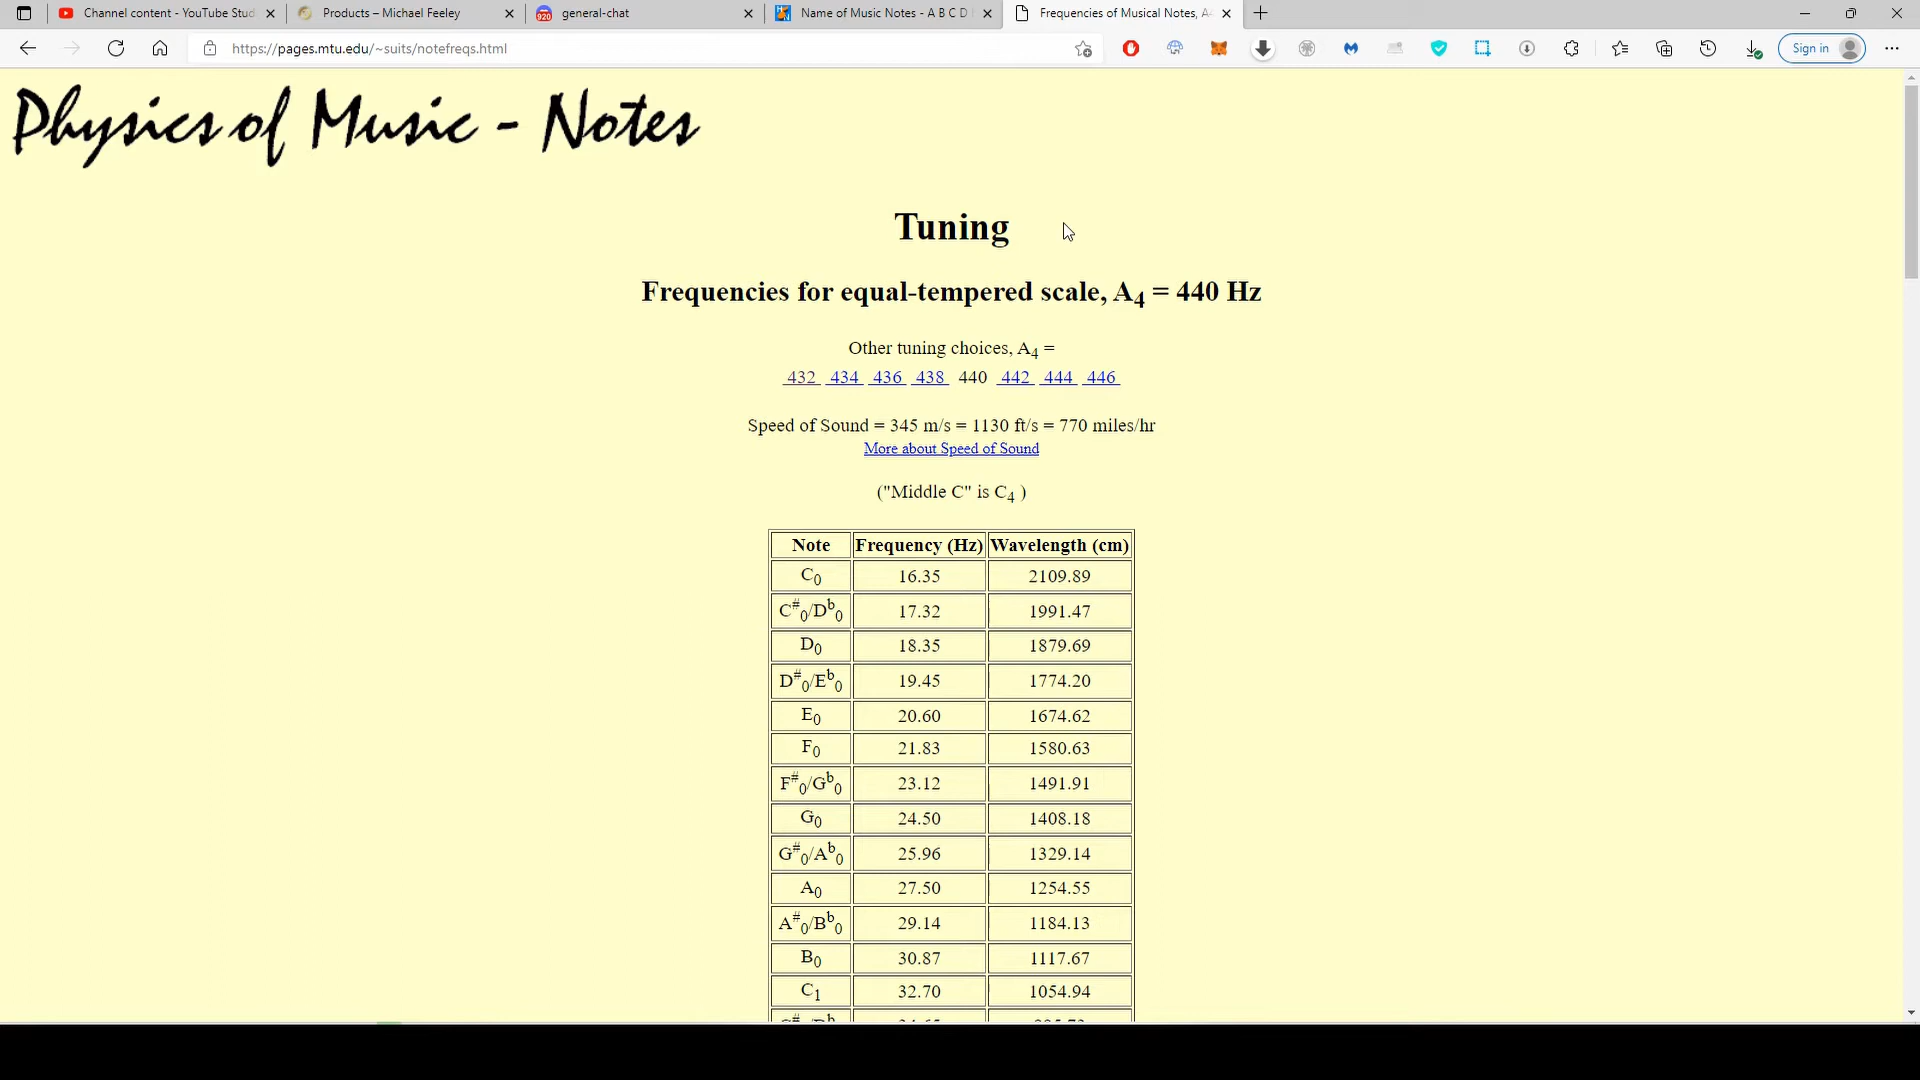 Channel content - YouTube Stud
Products – Michael Feeley
920
general-chat
Name of Music Notes - A B C D
Frequencies of Musical Notes, A4
https://pages.mtu.edu/~suits/notefreqs.html
Sign in
Physics of Music - Notes
Tuning
Frequencies for equal-tempered scale, A4 = 440 Hz
Other tuning choices, A4 =
432 434 436 438 440 442 444 446
Speed of Sound = 345 m/s = 1130 ft/s = 770 miles/hr
More about Speed of Sound
("Middle C" is C4 )
Note Frequency (Hz) Wavelength (cm)
C0 16.35 2109.89
C#0/Db0 17.32 1991.47
D0 18.35 1879.69
D#0/Eb0 19.45 1774.20
E0 20.60 1674.62
F0 21.83 1580.63
F#0/Gb0 23.12 1491.91
G0 24.50 1408.18
G#0/Ab0 25.96 1329.14
A0 27.50 1254.55
A#0/Bb0 29.14 1184.13
B0 30.87 1117.67
C1 32.70 1054.94